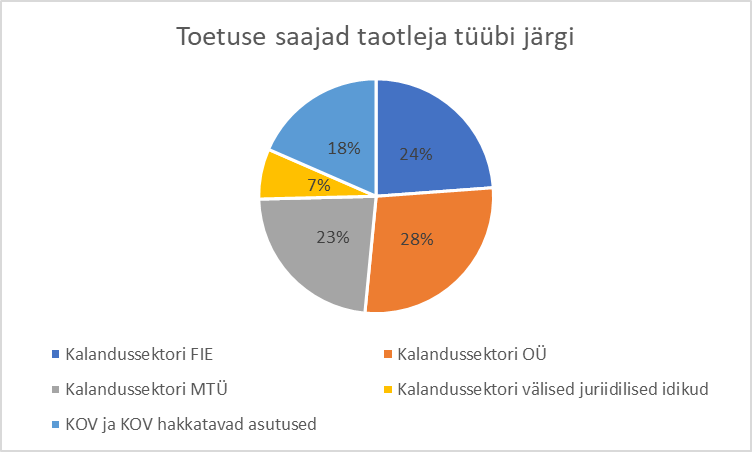 Toetuse saajad taotleja tüübi järgi
18%
24%
7%
23%
28%
Kalandussektori FIE
Kalandussektori OÜ
Kalandussektori MTÜ
Kalandussektori välised juriidilised idikud
KOV ja KOV hakkatavad asutused